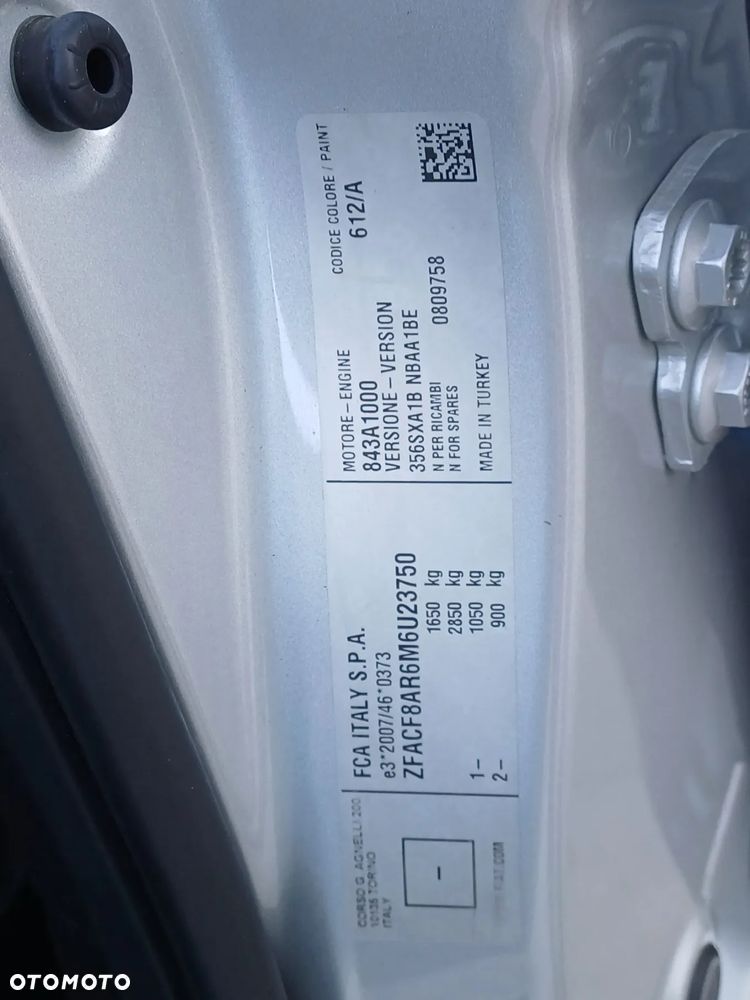 CORSO G. AGNELLI 200
10135 TORINO
ITALY
-
FCA ITALY S.P.A.
e3*2007/46*0373
ZFACF8AR6M6U23750
1650 kg
2850 kg
1- 1050 kg
2- 900 kg
MOTORE- ENGINE
843A1000
VERSIONE - VERSION
356SXA1B NBAA1BE
N PER RICAMBI
N FOR SPARES 0809758
MADE IN TURKEY
CODICE COLORE / PAINT
612/A
OTOMOTO